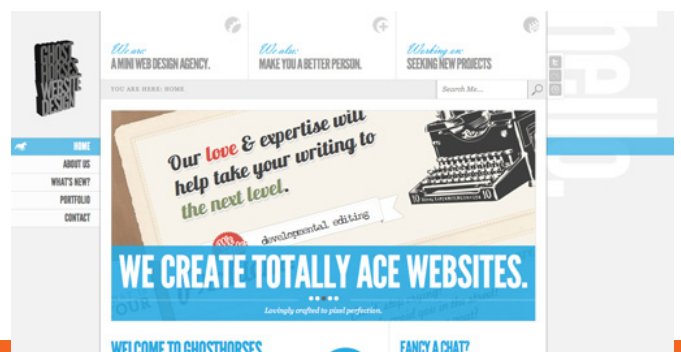 GHOST
HORSES
WEBSITE
DESIGN
We are:
A MINI WEB DESIGN AGENCY.
We also:
MAKE YOU A BETTER PERSON.
Working on:
SEEKING NEW PROJECTS
hello.
YOU ARE HERE: HOME
Search Me...
HOME
ABOUT US
WHAT'S NEW?
PORTFOLIO
CONTACT
Our love & expertise will
help take your writing to
the next level.
developmental editing
10
10
WE CREATE TOTALLY ACE WEBSITES.
OUR
Lovingly crafted to pixel perfection.
WELCOME TO GHOSTHORSES
FANCY A CHAT?